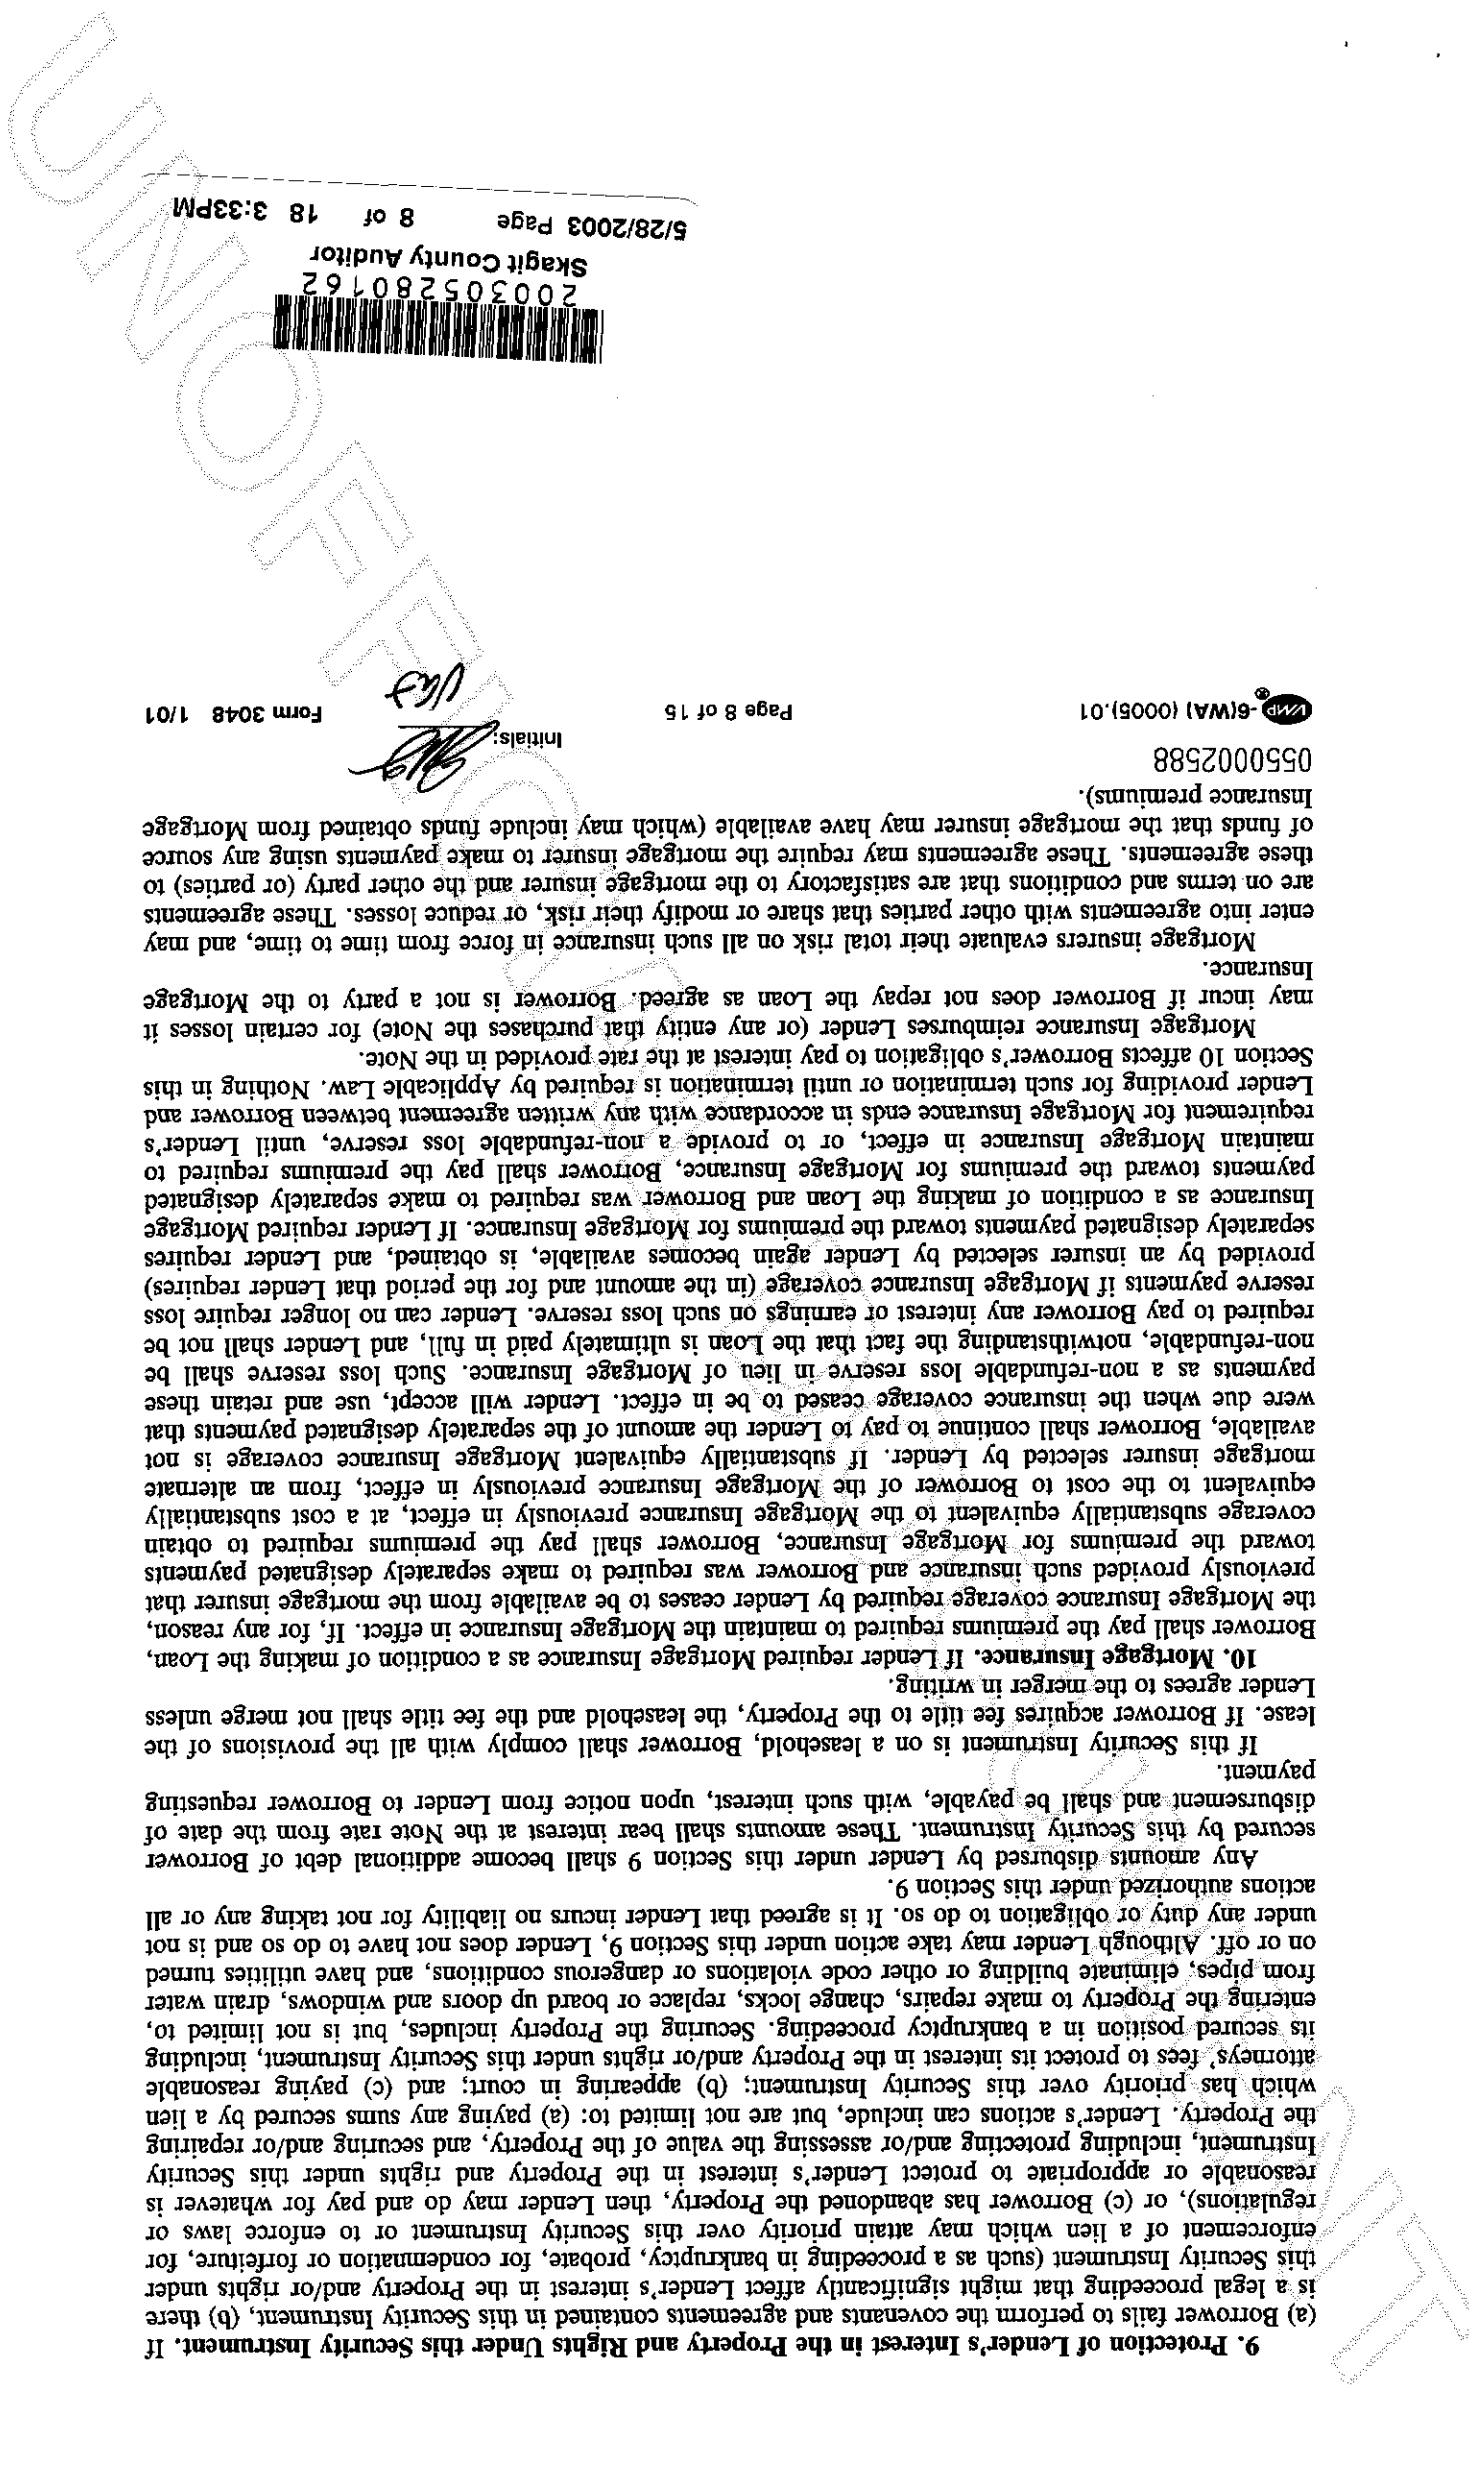 9. Protection of Lender's Interest in the Property and Rights Under this Security Instrument. If
(a) Borrower fails to perform the covenants and agreements contained in this Security Instrument, (b) there
is a legal proceeding that might significantly affect Lender's interest in the Property and/or rights under
this Security Instrument (such as a proceeding in bankruptcy, probate, for condemnation or forfeiture, for
enforcement of a lien which may attain priority over this Security Instrument or to enforce laws or
regulations), or (c) Borrower has abandoned the Property, then Lender may do and pay for whatever is
reasonable or appropriate to protect Lender's interest in the Property and rights under this Security
Instrument, including protecting and/or assessing the value of the Property, and securing and/or repairing
the Property. Lender's actions can include, but are not limited to: (a) paying any sums secured by a lien
which has priority over this Security Instrument; (b) appearing in court; and (c) paying reasonable
attorneys' fees to protect its interest in the Property and/or rights under this Security Instrument, including
its secured position in a bankruptcy proceeding. Securing the Property includes, but is not limited to,
entering the Property to make repairs, change locks, replace or board up doors and windows, drain water
from pipes, eliminate building or other code violations or dangerous conditions, and have utilities turned
on or off. Although Lender may take action under this Section 9, Lender does not have to do so and is not
under any duty or obligation to do so. It is agreed that Lender incurs no liability for not taking any or all
actions authorized under this Section 9.
Any amounts disbursed by Lender under this Section 9 shall become additional debt of Borrower
secured by this Security Instrument. These amounts shall bear interest at the Note rate from the date of
disbursement and shall be payable, with such interest, upon notice from Lender to Borrower requesting
payment.
If this Security Instrument is on a leasehold, Borrower shall comply with all the provisions of the
lease. If Borrower acquires fee title to the Property, the leasehold and the fee title shall not merge unless
Lender agrees to the merger in writing.
10. Mortgage Insurance. If Lender required Mortgage Insurance as a condition of making the Loan,
Borrower shall pay the premiums required to maintain the Mortgage Insurance in effect. If, for any reason,
the Mortgage Insurance coverage required by Lender ceases to be available from the mortgage insurer that
previously provided such insurance and Borrower was required to make separately designated payments
toward the premiums for Mortgage Insurance, Borrower shall pay the premiums required to obtain
coverage substantially equivalent to the Mortgage Insurance previously in effect, at a cost substantially
equivalent to the cost to Borrower of the Mortgage Insurance previously in effect, from an alternate
mortgage insurer selected by Lender. If substantially equivalent Mortgage Insurance coverage is not
available, Borrower shall continue to pay to Lender the amount of the separately designated payments that
were due when the insurance coverage ceased to be in effect. Lender will accept, use and retain these
payments as a non-refundable loss reserve in lieu of Mortgage Insurance. Such loss reserve shall be
non-refundable, notwithstanding the fact that the Loan is ultimately paid in full, and Lender shall not be
required to pay Borrower any interest or earnings on such loss reserve. Lender can no longer require loss
reserve payments if Mortgage Insurance coverage (in the amount and for the period that Lender requires)
provided by an insurer selected by Lender again becomes available, is obtained, and Lender requires
separately designated payments toward the premiums for Mortgage Insurance. If Lender required Mortgage
Insurance as a condition of making the Loan and Borrower was required to make separately designated
payments toward the premiums for Mortgage Insurance, Borrower shall pay the premiums required to
maintain Mortgage Insurance in effect, or to provide a non-refundable loss reserve, until Lender's
requirement for Mortgage Insurance ends in accordance with any written agreement between Borrower and
Lender providing for such termination or until termination is required by Applicable Law. Nothing in this
Section 10 affects Borrower's obligation to pay interest at the rate provided in the Note.
Mortgage Insurance reimburses Lender (or any entity that purchases the Note) for certain losses it
may incur if Borrower does not repay the Loan as agreed. Borrower is not a party to the Mortgage
Insurance.
Mortgage insurers evaluate their total risk on all such insurance in force from time to time, and may
enter into agreements with other parties that share or modify their risk, or reduce losses. These agreements
are on terms and conditions that are satisfactory to the mortgage insurer and the other party (or parties) to
these agreements. These agreements may require the mortgage insurer to make payments using any source
of funds that the mortgage insurer may have available (which may include funds obtained from Mortgage
Insurance premiums).
0550002588
Initials:
VMP® -6(WA) (0005).01 Page 8 of 15 Form 3048 1/01
200305280162
Skagit County Auditor
5/28/2003 Page 8 of 18 3:33PM
UNOFFICIAL DOCUMENT